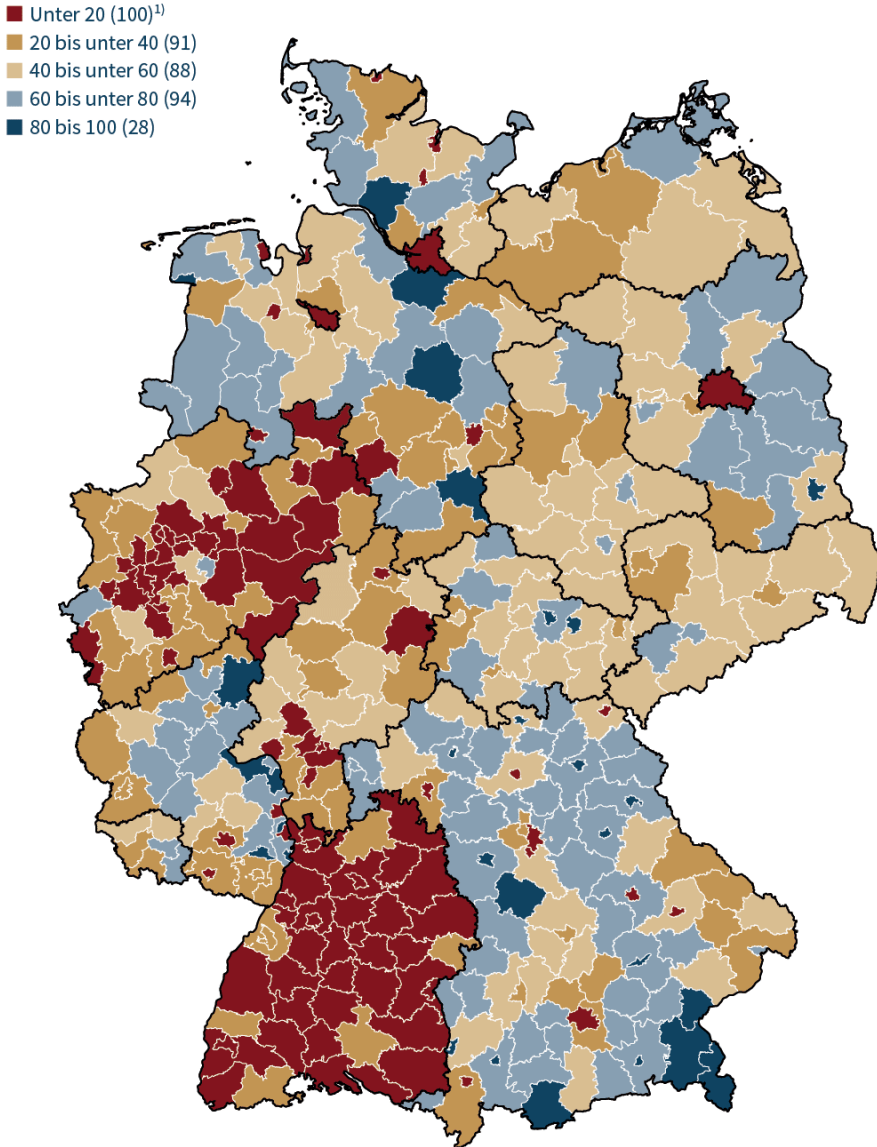 Unter 20 (100)¹⁾
20 bis unter 40 (91)
40 bis unter 60 (88)
60 bis unter 80 (94)
80 bis 100 (28)